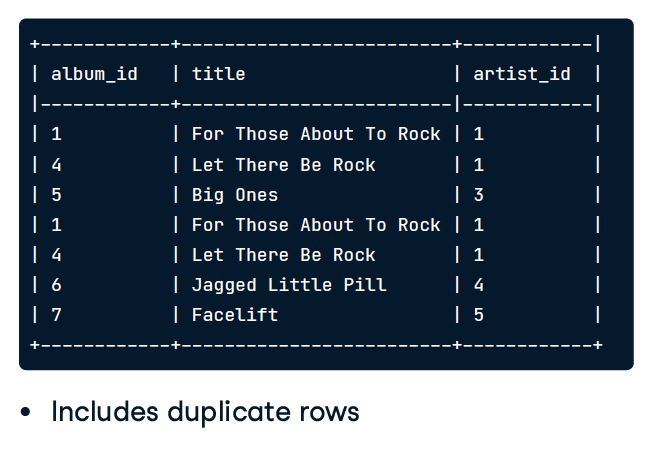 +------------+-------------------------+------------|
| album_id   | title                   | artist_id  |
|------------+-------------------------|------------|
| 1          | For Those About To Rock | 1          |
| 4          | Let There Be Rock       | 1          |
| 5          | Big Ones                | 3          |
| 1          | For Those About To Rock | 1          |
| 4          | Let There Be Rock       | 1          |
| 6          | Jagged Little Pill      | 4          |
| 7          | Facelift                | 5          |
+------------+-------------------------+------------+
• Includes duplicate rows